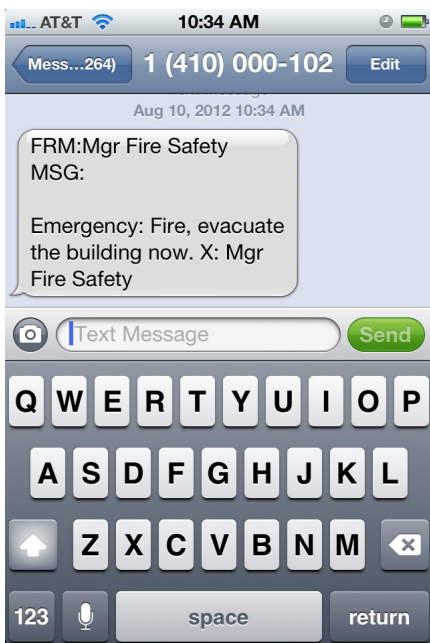 AT&T 10:34 AM
Mess...264) 1 (410) 000-102 Edit
Aug 10, 2012 10:34 AM
FRM:Mgr Fire Safety
MSG:
Emergency: Fire, evacuate
the building now. X: Mgr
Fire Safety
Text Message Send
Q W E R T Y U I O P
A S D F G H J K L
Z X C V B N M
123 space return